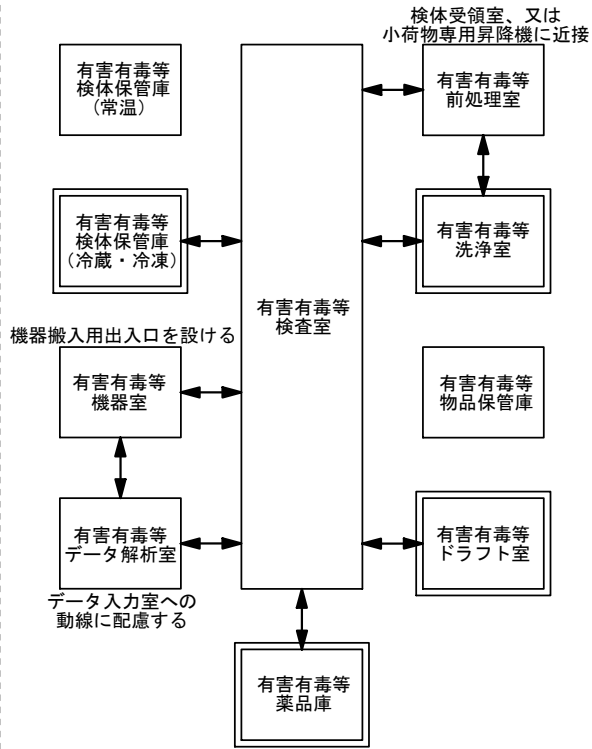 検体受領室、又は
小荷物専用昇降機に近接
有害有毒等
検体保管庫
(常温)
有害有毒等
前処理室
有害有毒等
検体保管庫
(冷蔵・冷凍)
有害有毒等
洗浄室
有害有毒等
検査室
機器搬入用出入口を設ける
有害有毒等
機器室
有害有毒等
物品保管庫
有害有毒等
データ解析室
データ入力室への
動線に配慮する
有害有毒等
ドラフト室
有害有毒等
薬品庫